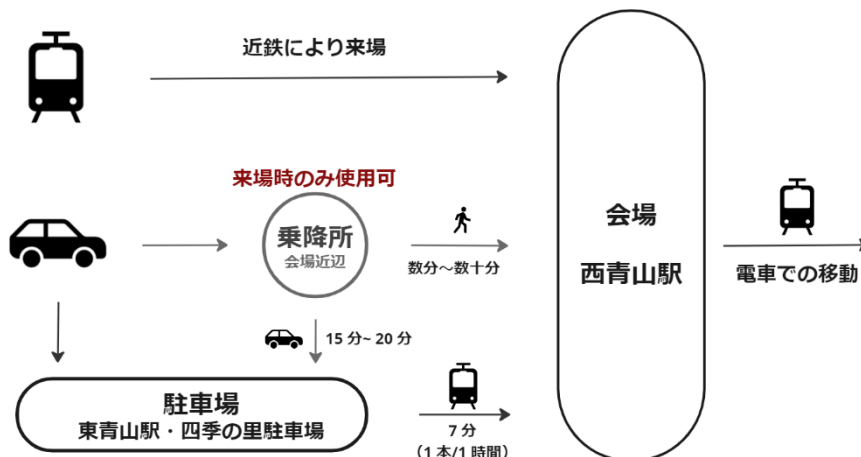 近鉄により来場
来場時のみ使用可
乗降所
会場近辺
数分～数十分
会場
西青山駅
電車での移動
15 分~ 20 分
駐車場
東青山駅・四季の里駐車場
7 分
（1 本/1 時間）